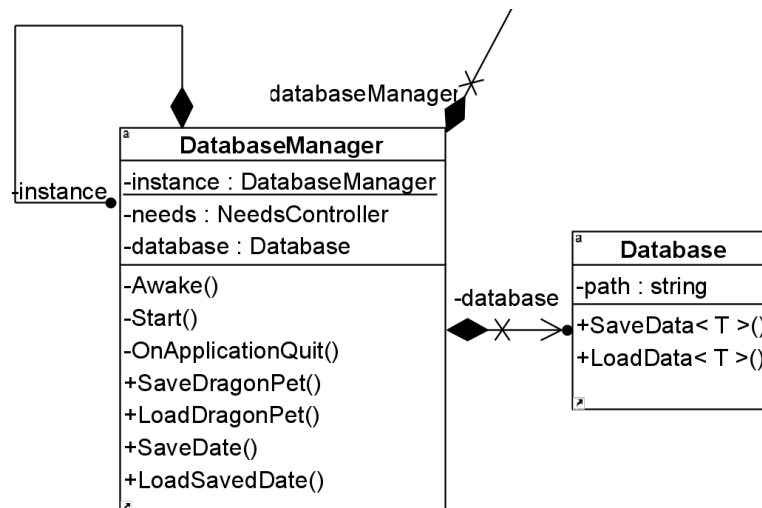 databaseManager
a
DatabaseManager
-instance : DatabaseManager
-needs : NeedsController
-database : Database
-Awake()
-Start()
-OnApplicationQuit()
+SaveDragonPet()
+LoadDragonPet()
+SaveDate()
+LoadSavedDate()
-instance
-database
a
Database
-path : string
+SaveData< T >()
+LoadData< T >()